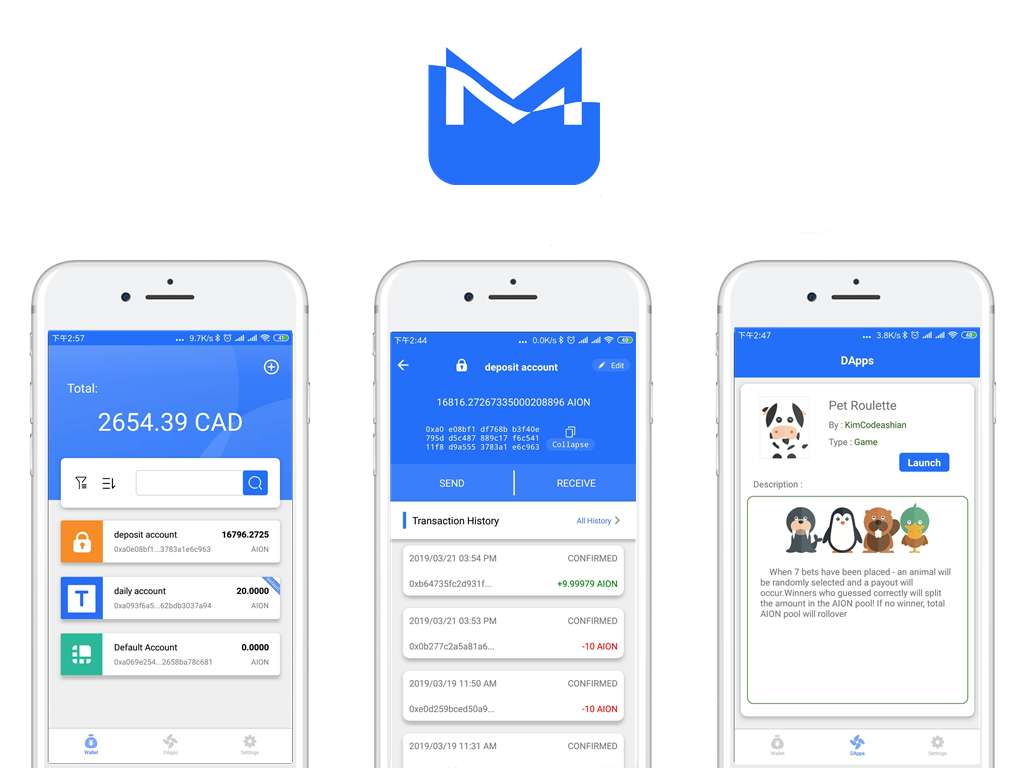 M
下午2:57
... 9.7K/s 41
Total:
2654.39 CAD
deposit account
16796.2725
0xa0e08bf1...3783a1e6c963
AION
daily account
20.0000
0xa093f6a5...62bdb3037a94
AION
Default Account
0.0000
0xa069e254...2658ba78c681
AION
Wallet
DApps
Settings
下午2:44
... 0.0K/s 40
deposit account
Edit
16816.27267335000208896 AION
0xa0 e08bf1 df768b b3f40e
795d d5c487 889c17 f6c541
11f8 d9a555 3783a1 e6c963
Collapse
SEND
RECEIVE
Transaction History
All History
2019/03/21 03:54 PM
CONFIRMED
0xb64735fc2d931f...
+9.99979 AION
2019/03/21 03:53 PM
CONFIRMED
0x0b277c2a5a81a6...
-10 AION
2019/03/19 11:50 AM
CONFIRMED
0xe0d259bced50a9...
-10 AION
2019/03/19 11:31 AM
CONFIRMED
下午2:47
... 3.8K/s 40
DApps
Pet Roulette
By : KimCodeashian
Type : Game
Launch
Description :
When 7 bets have been placed - an animal will
be randomly selected and a payout will
occur.Winners who guessed correctly will split
the amount in the AION pool! If no winner, total
AION pool will rollover
Wallet
DApps
Settings